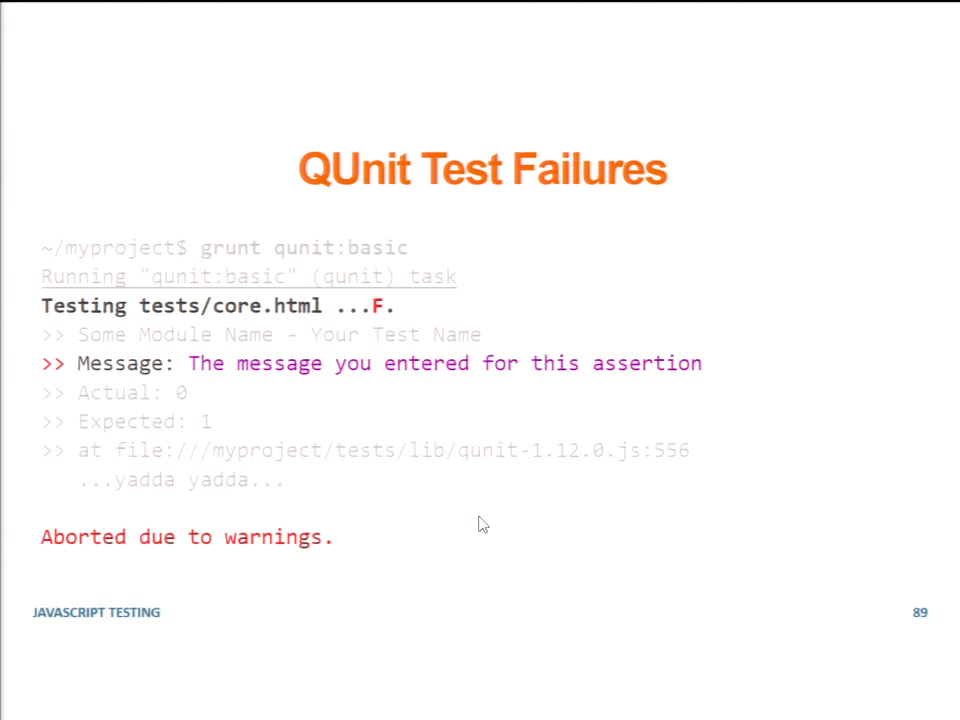 QUnit Test Failures
~/myproject$ grunt qunit:basic
Running "qunit:basic" (qunit) task
Testing tests/core.html ...F.
>> Some Module Name - Your Test Name
>> Message: The message you entered for this assertion
>> Actual: 0
>> Expected: 1
>> at file:///myproject/tests/lib/qunit-1.12.0.js:556
...yadda yadda...
Aborted due to warnings.
JAVASCRIPT TESTING
89